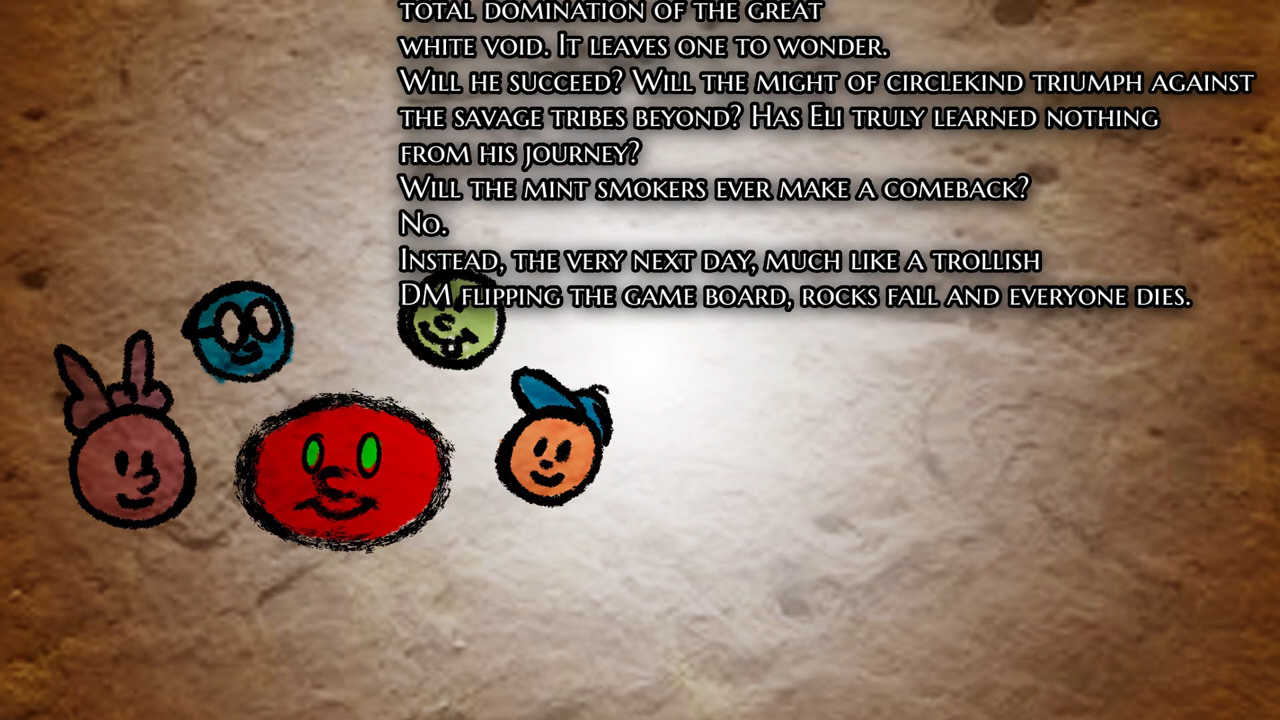 total domination of the great
white void. It leaves one to wonder.
Will he succeed? Will the might of circlekind triumph against
the savage tribes beyond? Has Eli truly learned nothing
from his journey?
Will the mint smokers ever make a comeback?
No.
Instead, the very next day, much like a trollish
DM flipping the game board, rocks fall and everyone dies.